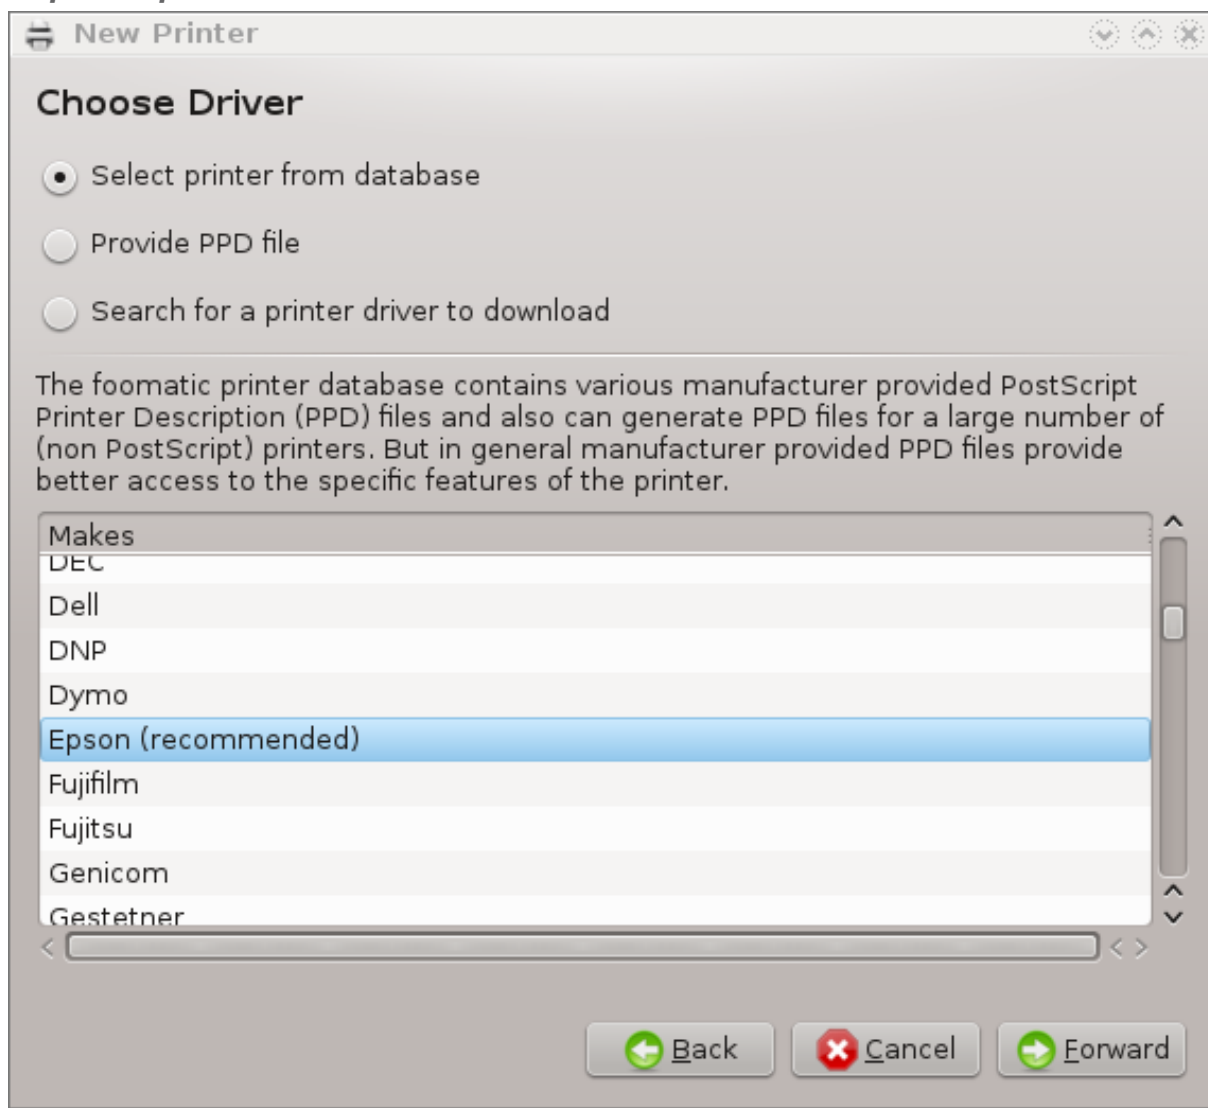 New Printer
Choose Driver
Select printer from database
Provide PPD file
Search for a printer driver to download
The foomatic printer database contains various manufacturer provided PostScript
Printer Description (PPD) files and also can generate PPD files for a large number of
(non PostScript) printers. But in general manufacturer provided PPD files provide
better access to the specific features of the printer.
Makes
DEC
Dell
DNP
Dymo
Epson (recommended)
Fujifilm
Fujitsu
Genicom
Gestetner
Back Cancel Forward